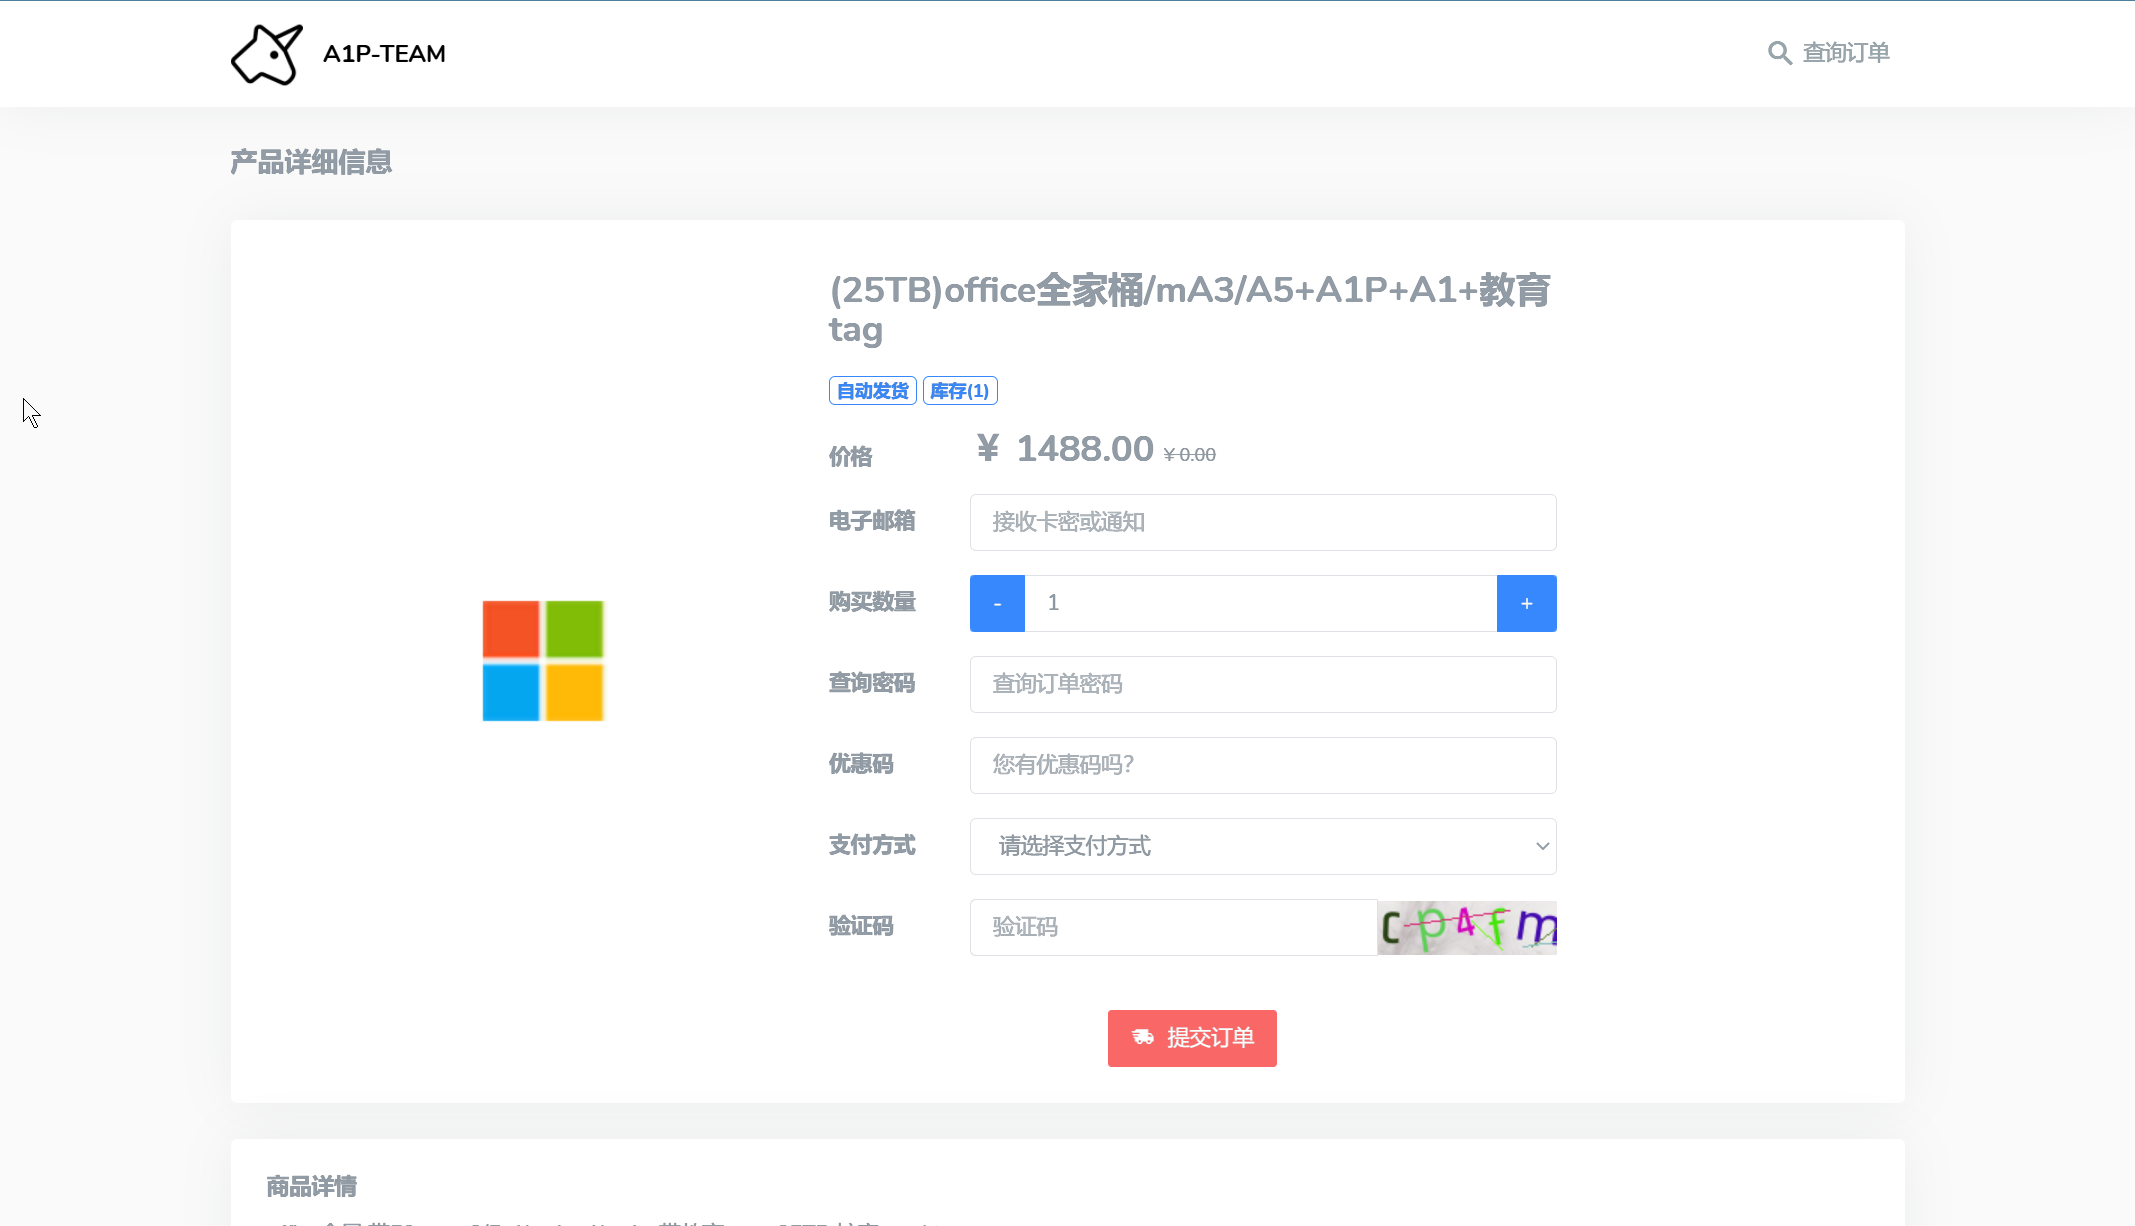 A1P-TEAM
查询订单
产品详细信息
(25TB)office全家桶/mA3/A5+A1P+A1+教育
tag
自动发货 库存(1)
价格 ¥ 1488.00 ¥ 0.00
电子邮箱 接收卡密或通知
购买数量 - 1 +
查询密码 查询订单密码
优惠码 您有优惠码吗?
支付方式 请选择支付方式
验证码 验证码 cp4fm
提交订单
商品详情